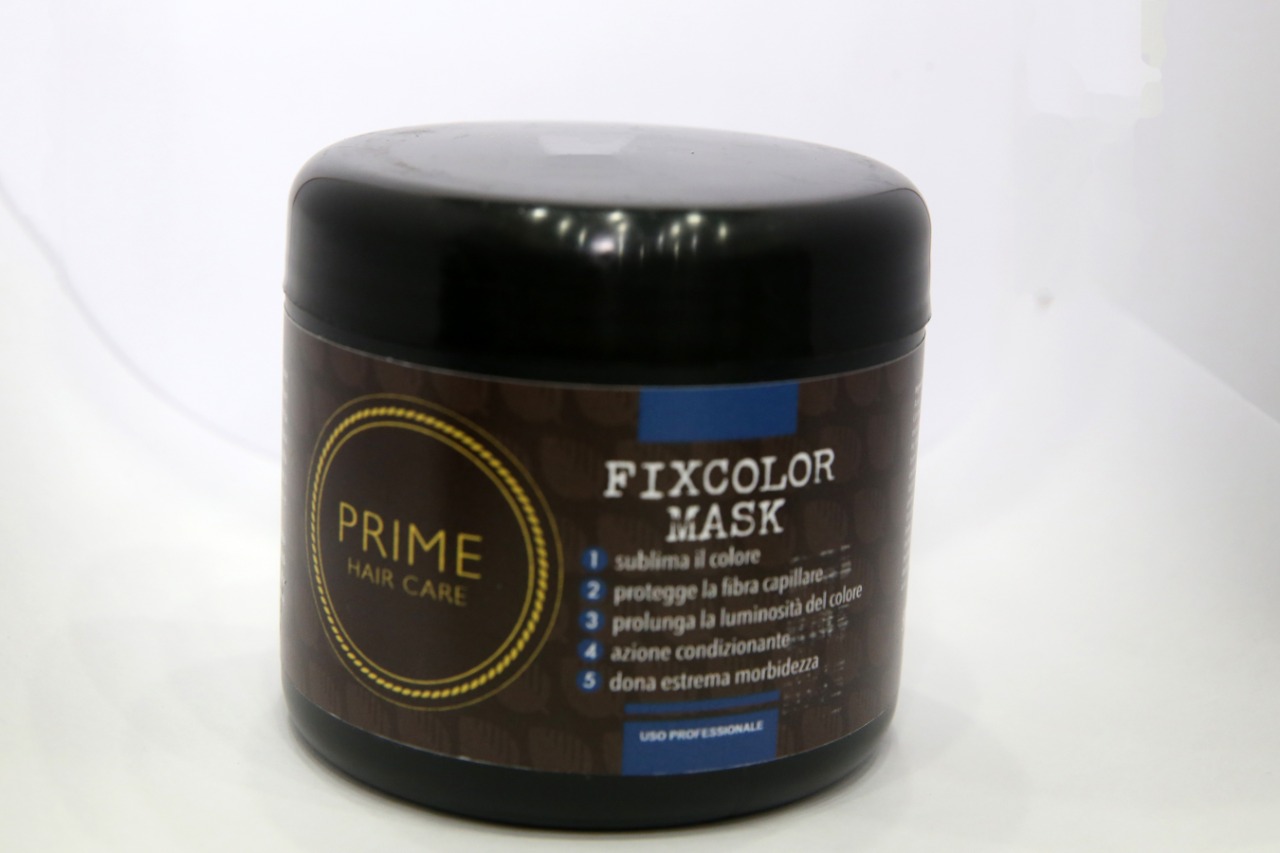 PRIME
HAIR CARE
FIXCOLOR
MASK
1 sublima il colore
2 protegge la fibra capillare
3 prolunga la luminosità del colore
4 azione condizionante
5 dona estrema morbidezza
USO PROFESSIONALE